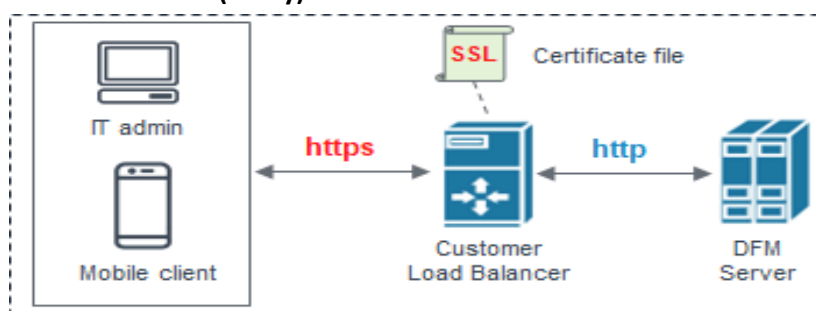 SSL
Certificate file
IT admin
https
http
Mobile client
Customer
Load Balancer
DFM
Server